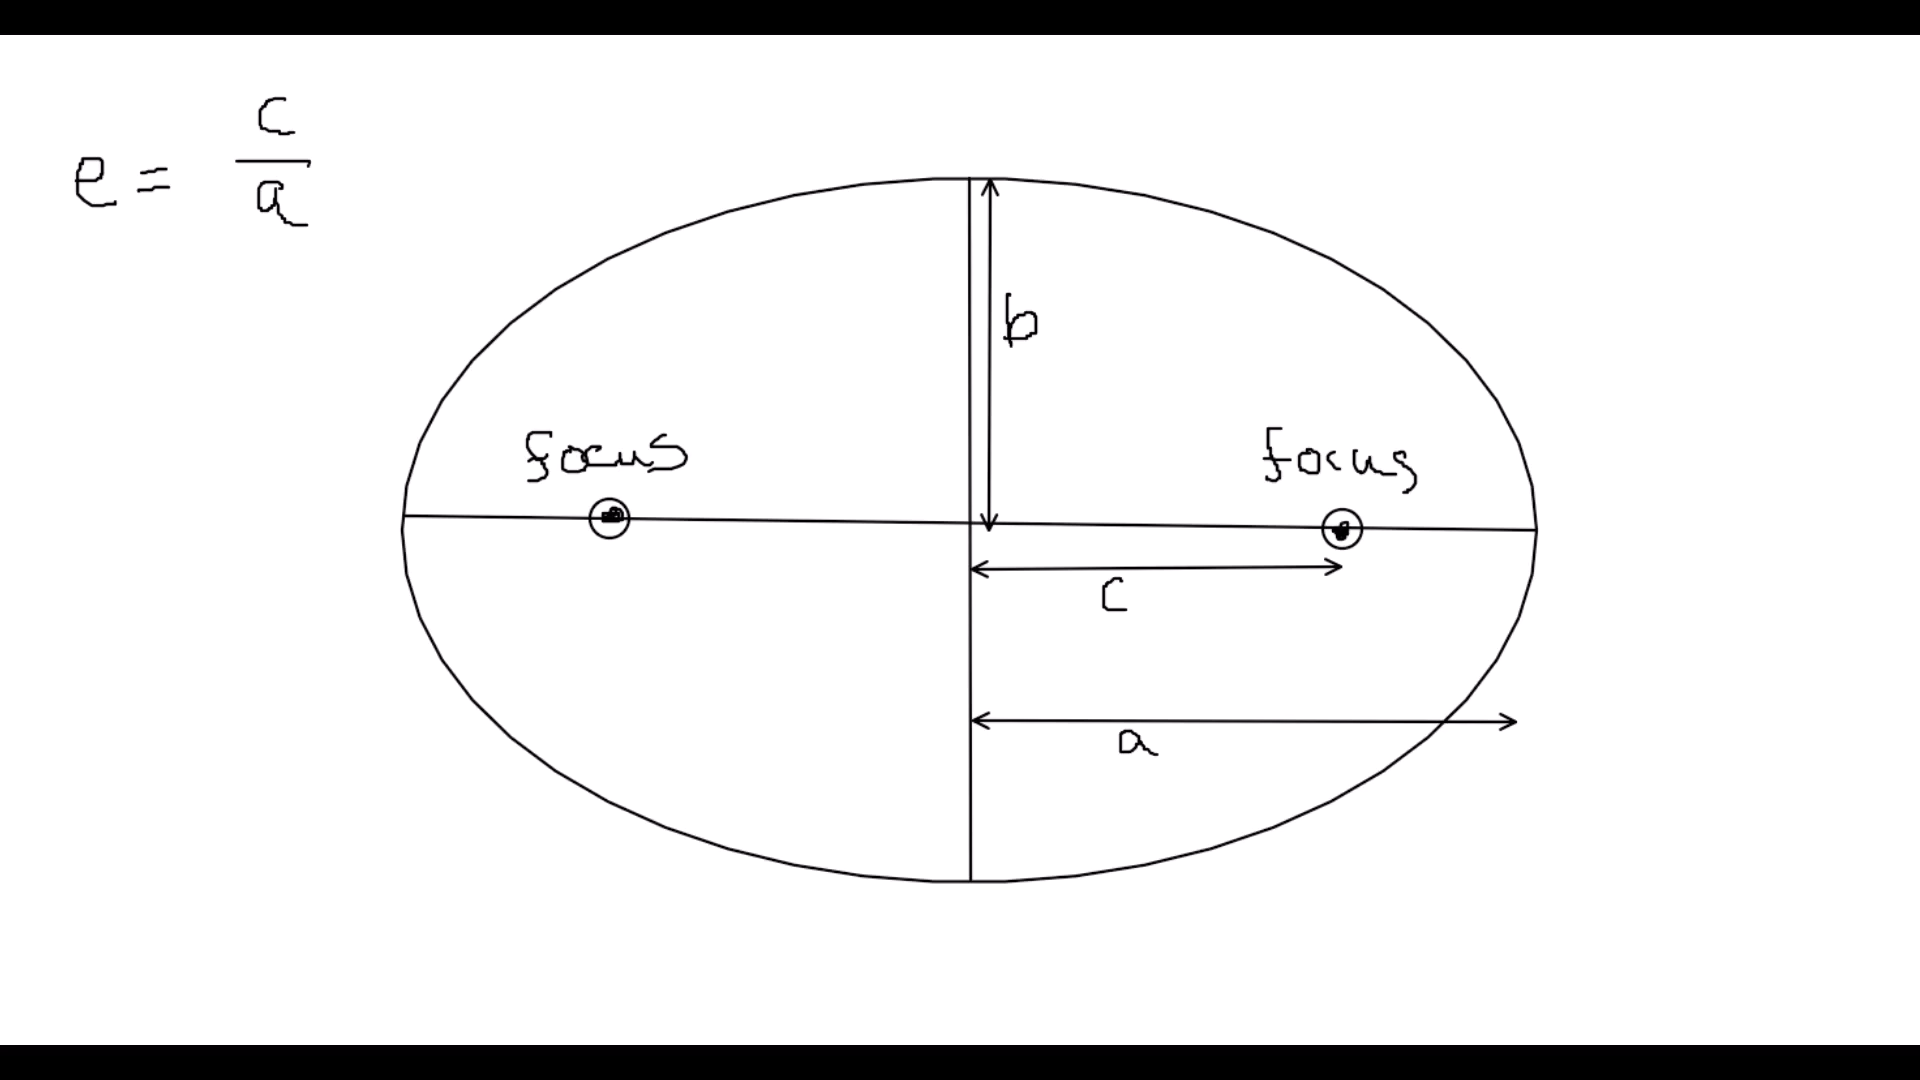 e = c/a
b
focus
focus
c
a